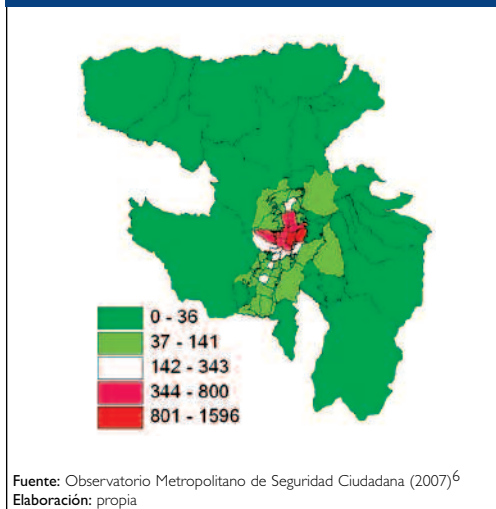 0 - 36
37 - 141
142 - 343
344 - 800
801 - 1596
Fuente: Observatorio Metropolitano de Seguridad Ciudadana (2007)6
Elaboración: propia